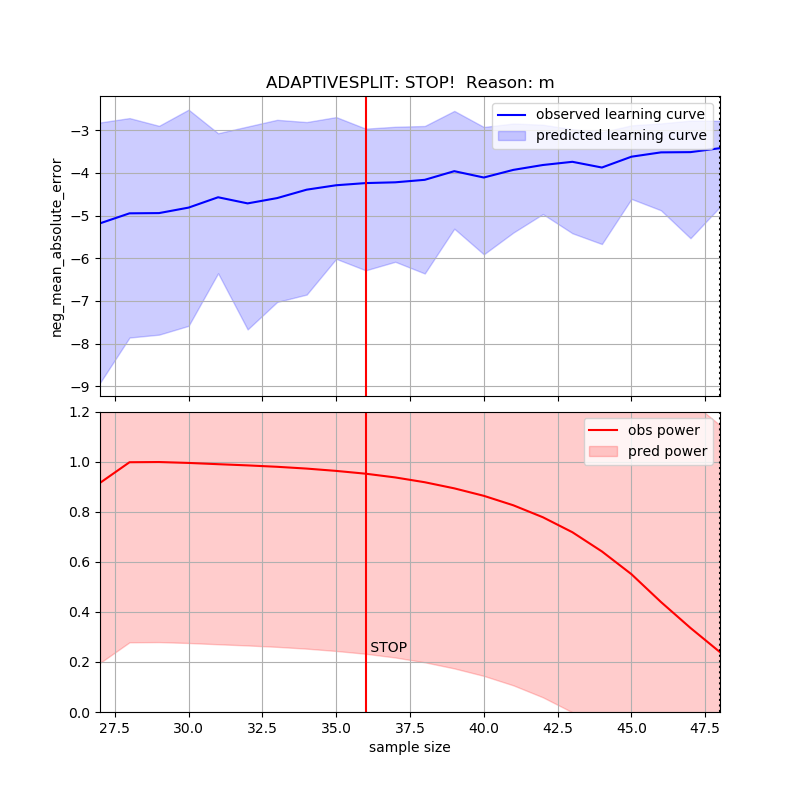 ADAPTIVESPLIT: STOP!  Reason: m
observed learning curve
predicted learning curve
neg_mean_absolute_error
−3
−4
−5
−6
−7
−8
−9
obs power
pred power
1.2
1.0
0.8
0.6
0.4
0.2
0.0
STOP
27.5 30.0 32.5 35.0 37.5 40.0 42.5 45.0 47.5
sample size